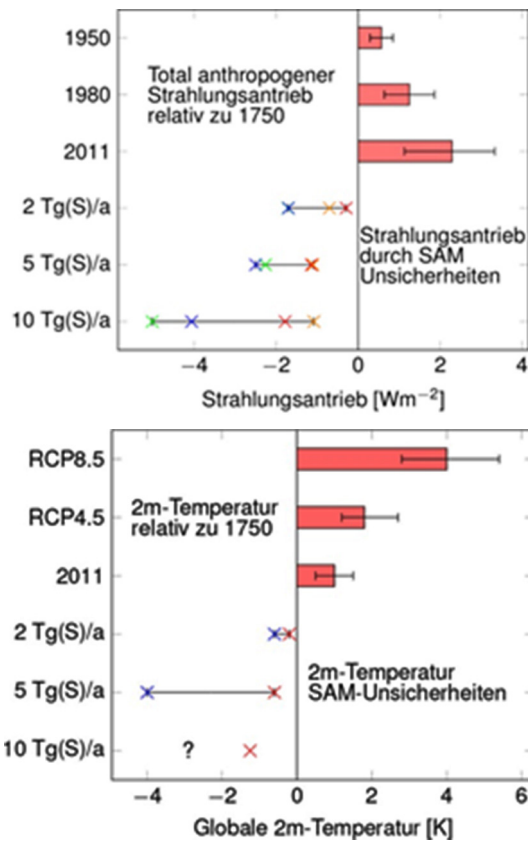 1950
Total anthropogener
Strahlungsantrieb
relativ zu 1750
1980
2011
2 Tg(S)/a
Strahlungsantrieb
durch SAM
Unsicherheiten
5 Tg(S)/a
10 Tg(S)/a
−4 −2 0 2 4
Strahlungsantrieb [Wm−2]
RCP8.5
2m-Temperatur
relativ zu 1750
RCP4.5
2011
2 Tg(S)/a
2m-Temperatur
SAM-Unsicherheiten
5 Tg(S)/a
10 Tg(S)/a ?
−4 −2 0 2 4 6
Globale 2m-Temperatur [K]